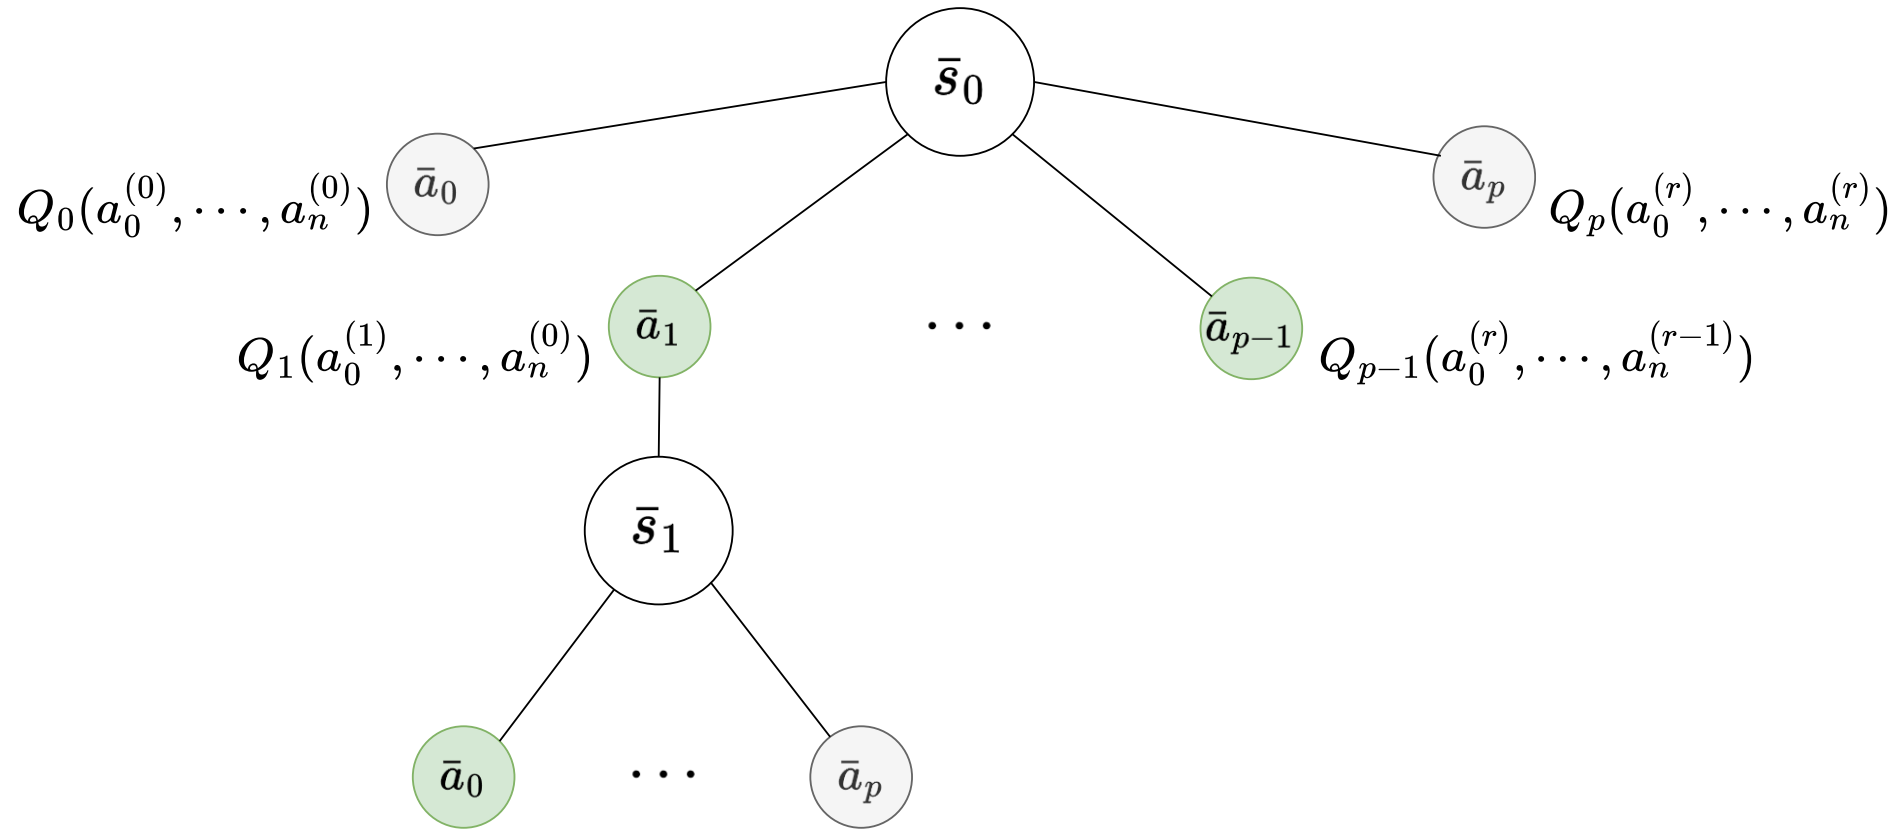 s̄₀
Q₀(a₀⁽⁰⁾, ⋯, aₙ⁽⁰⁾) ā₀
āₚ Qₚ(a₀⁽ʳ⁾, ⋯, aₙ⁽ʳ⁾)
Q₁(a₀⁽¹⁾, ⋯, aₙ⁽⁰⁾) ā₁ ⋯ āₚ₋₁ Qₚ₋₁(a₀⁽ʳ⁾, ⋯, aₙ⁽ʳ⁻¹⁾)
s̄₁
ā₀ ⋯ āₚ